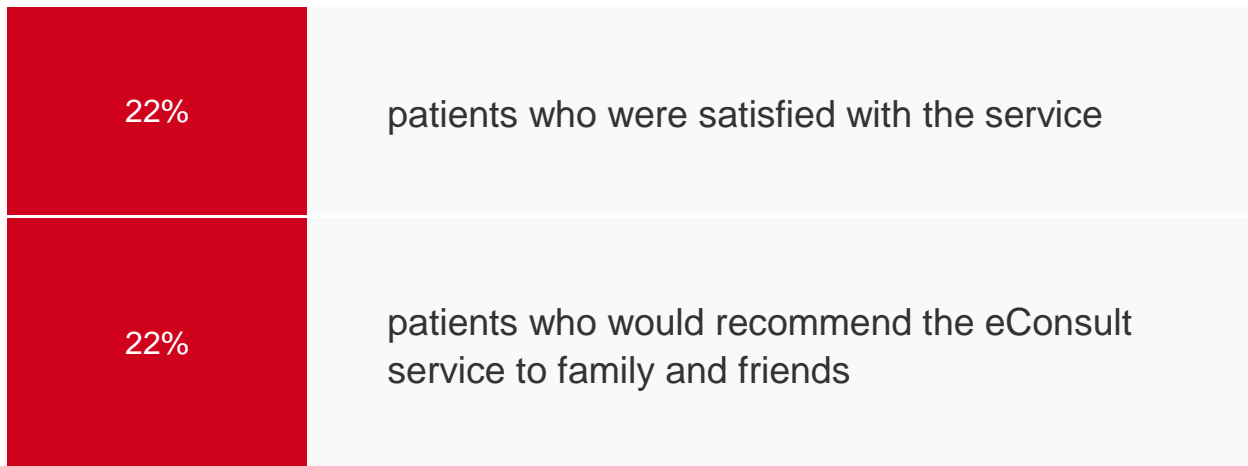 22%
patients who were satisfied with the service
22%
patients who would recommend the eConsult
service to family and friends